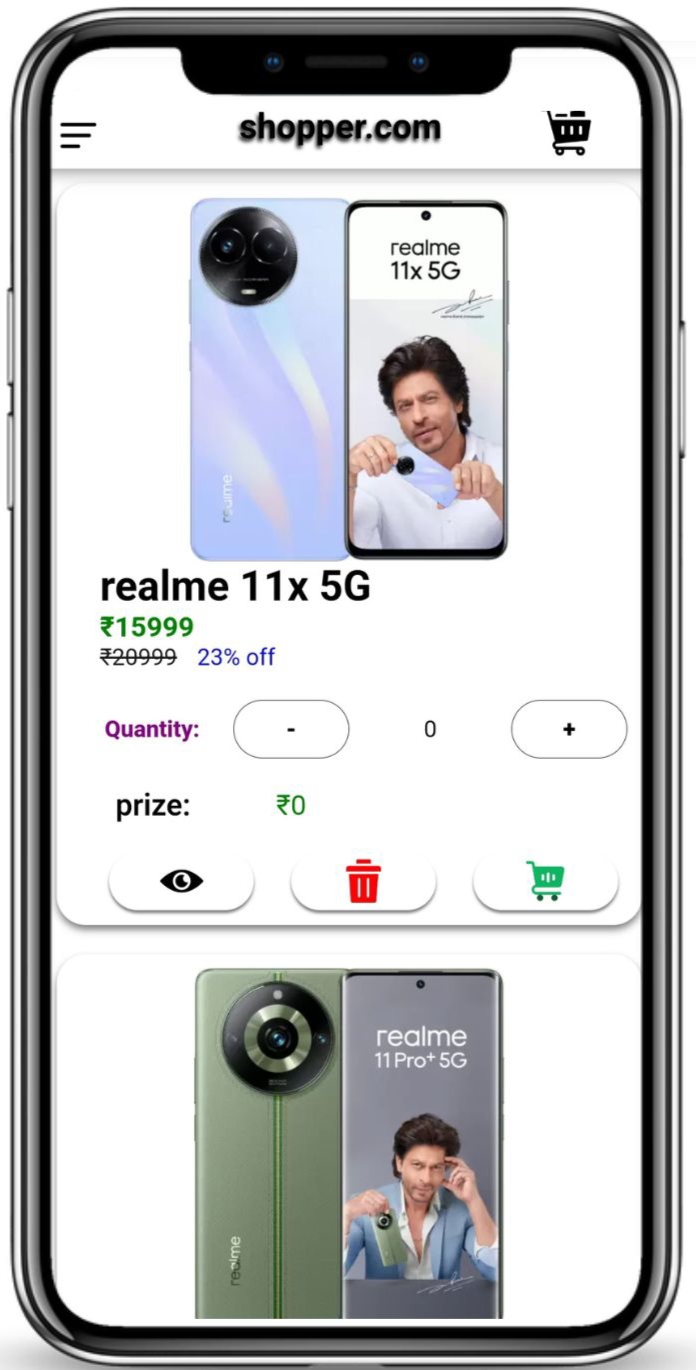 shopper.com
realme
11x 5G
realme
realme 11x 5G
₹15999
₹20999 23% off
Quantity: - 0 +
prize: ₹0
realme
11 Pro+ 5G
realme